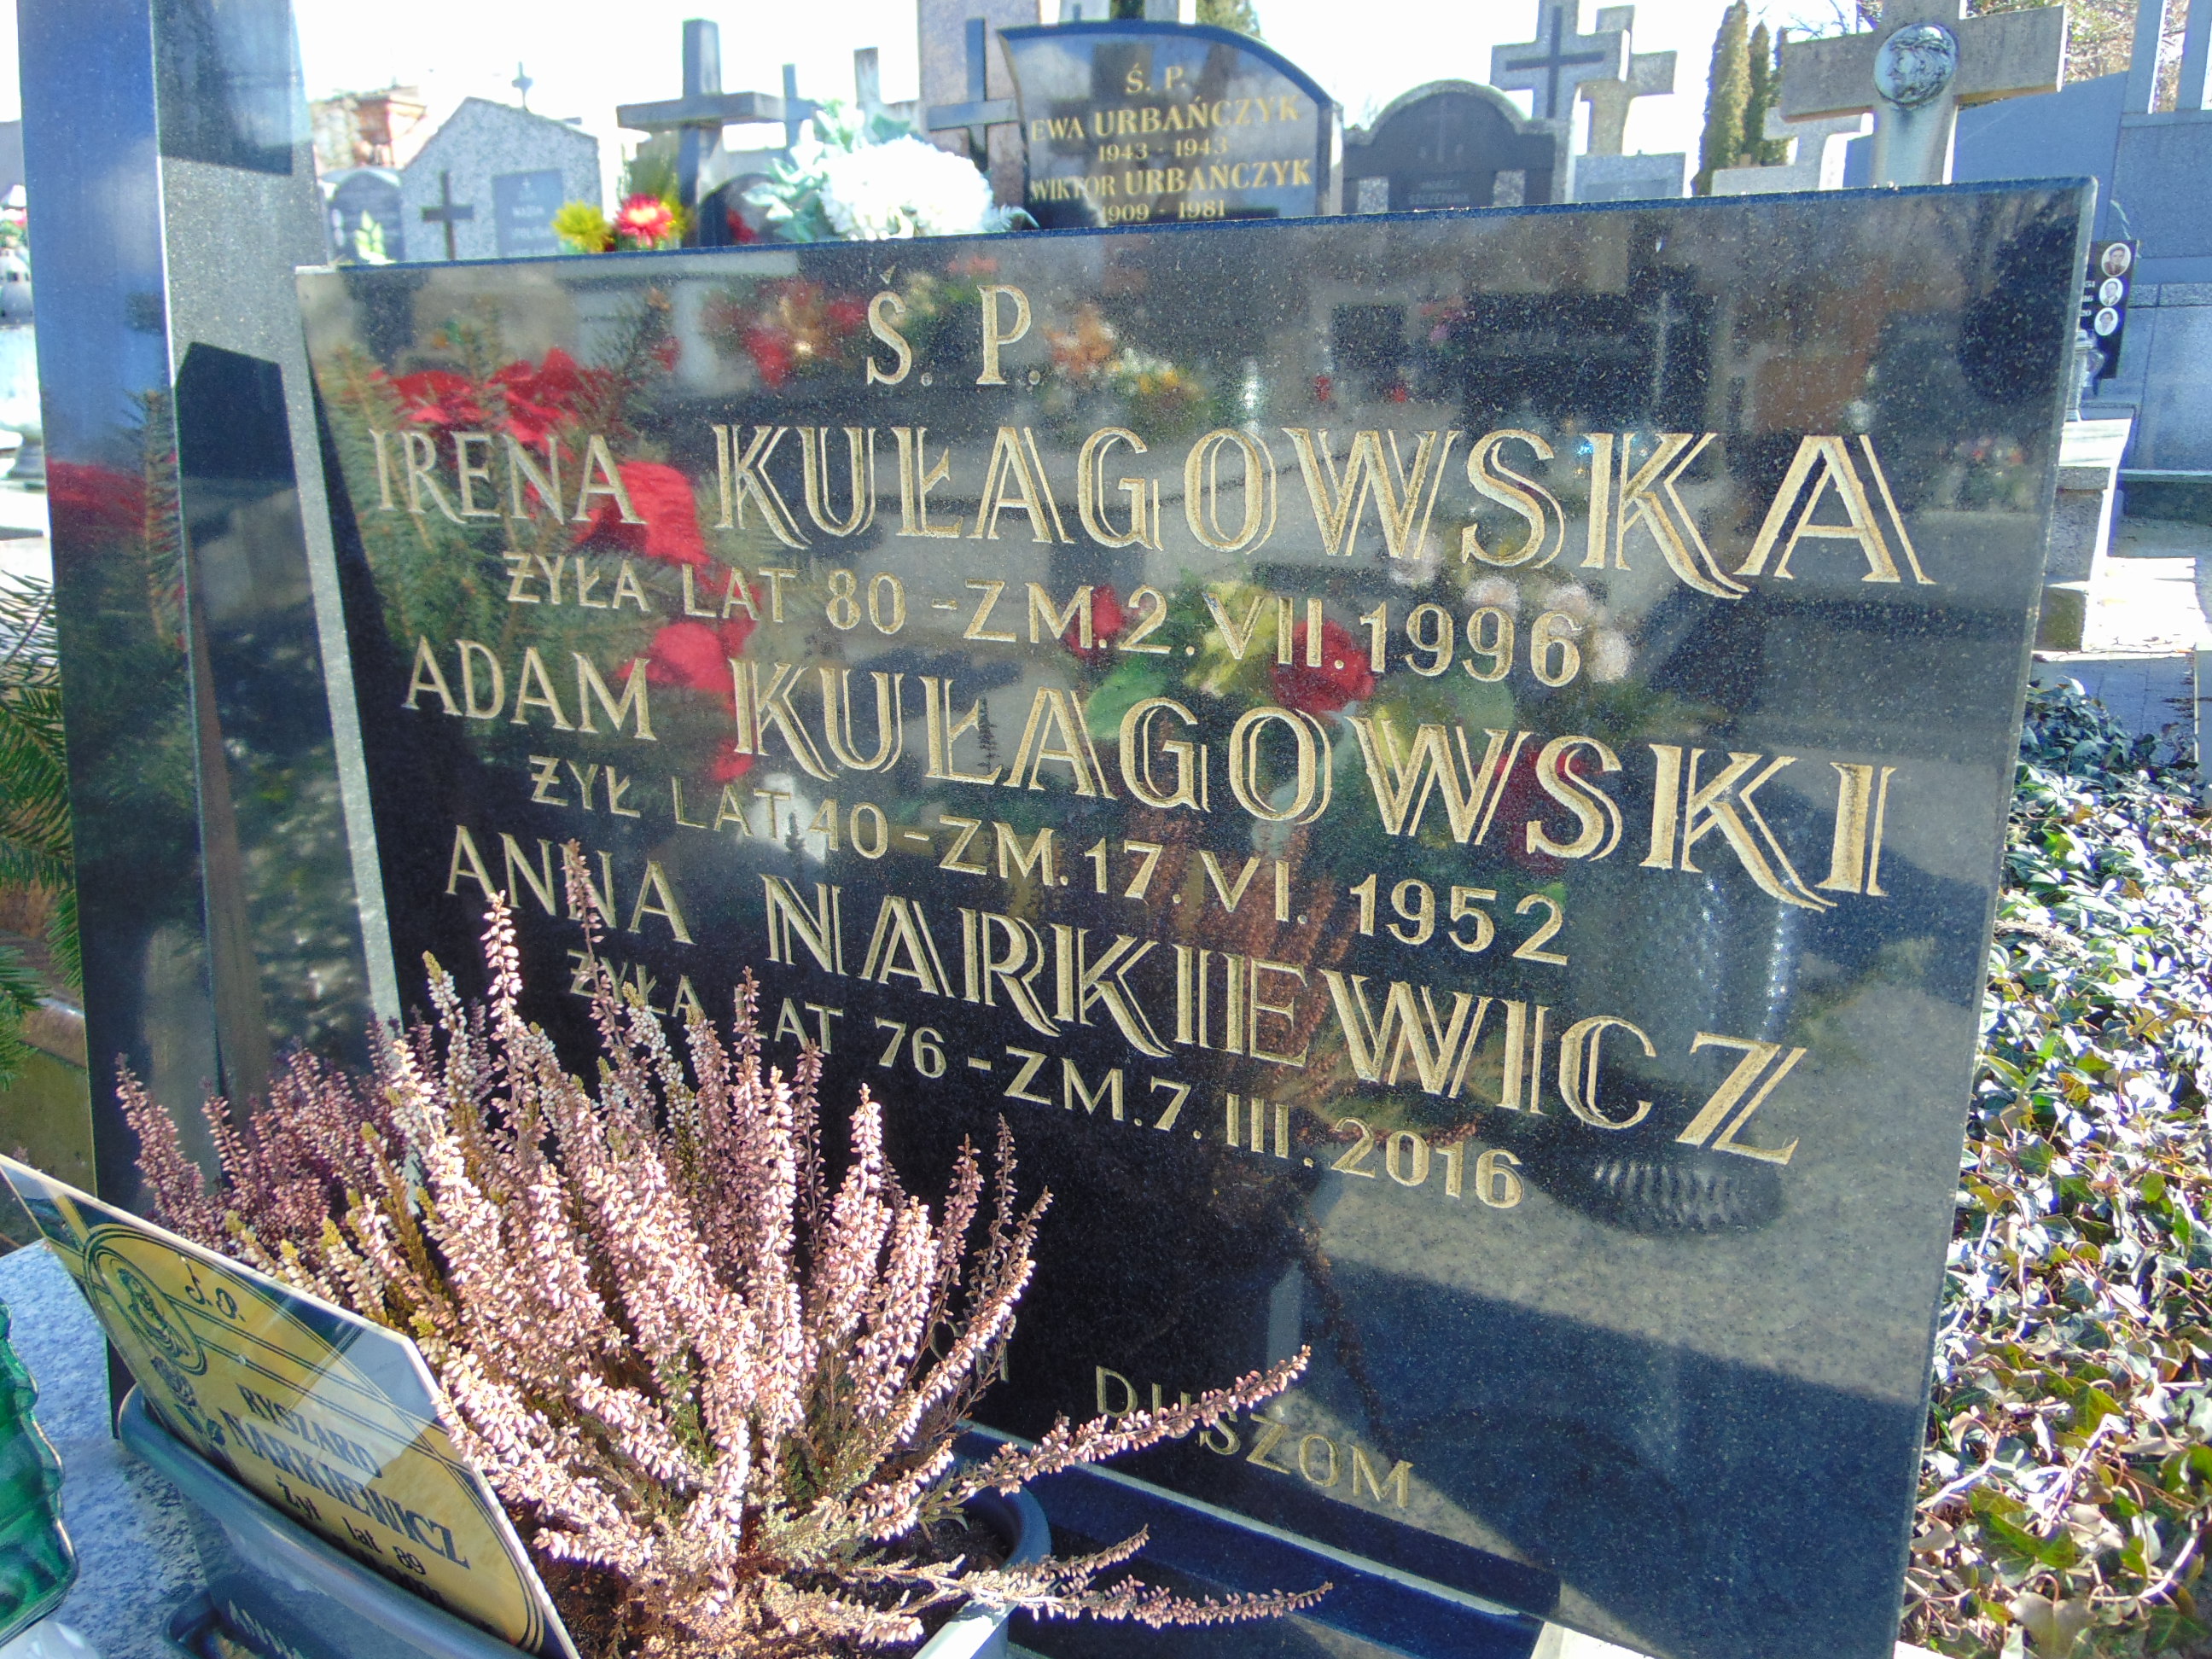 Ś. P.
EWA URBAŃCZYK
1943 - 1943
WIKTOR URBAŃCZYK
1909 - 1981
Ś. P.
IRENA KUŁAGOWSKA
ŻYŁA LAT 80 - ZM. 2. VII. 1996
ADAM KUŁAGOWSKI
ŻYŁ LAT 40 - ZM. 17. VI. 1952
ANNA NARKIEWICZ
ŻYŁA LAT 76 - ZM. 7. III. 2016
DUSZOM
Ś.P.
RYSZARD
NARKIEWICZ
Żył lat 89